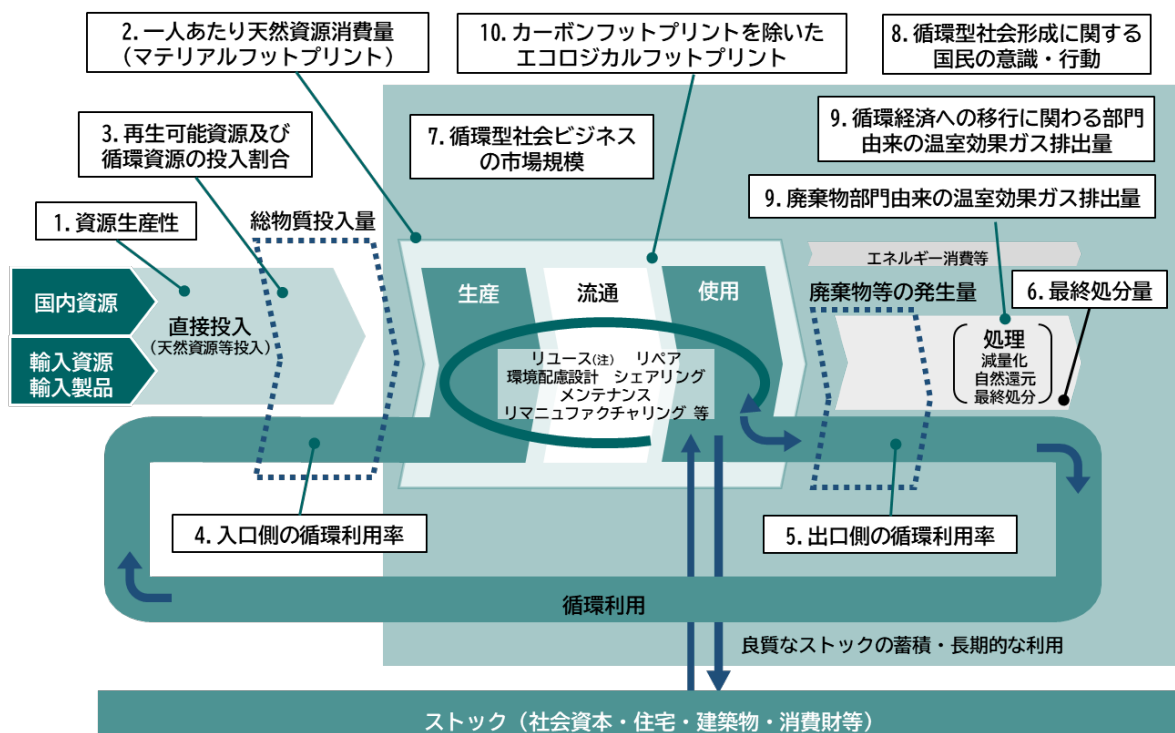 2. 一人あたり天然資源消費量
（マテリアルフットプリント）
10. カーボンフットプリントを除いた
エコロジカルフットプリント
8. 循環型社会形成に関する
国民の意識・行動
3. 再生可能資源及び
循環資源の投入割合
7. 循環型社会ビジネス
の市場規模
9. 循環経済への移行に関わる部門
由来の温室効果ガス排出量
1. 資源生産性
総物質投入量
9. 廃棄物部門由来の温室効果ガス排出量
エネルギー消費等
国内資源
輸入資源
輸入製品
直接投入
(天然資源等投入)
生産
流通
使用
廃棄物等の発生量
6. 最終処分量
処理
減量化
自然還元
最終処分
リユース(注) リペア
環境配慮設計 シェアリング
メンテナンス
リマニュファクチャリング 等
4. 入口側の循環利用率
5. 出口側の循環利用率
循環利用
良質なストックの蓄積・長期的な利用
ストック（社会資本・住宅・建築物・消費財等）